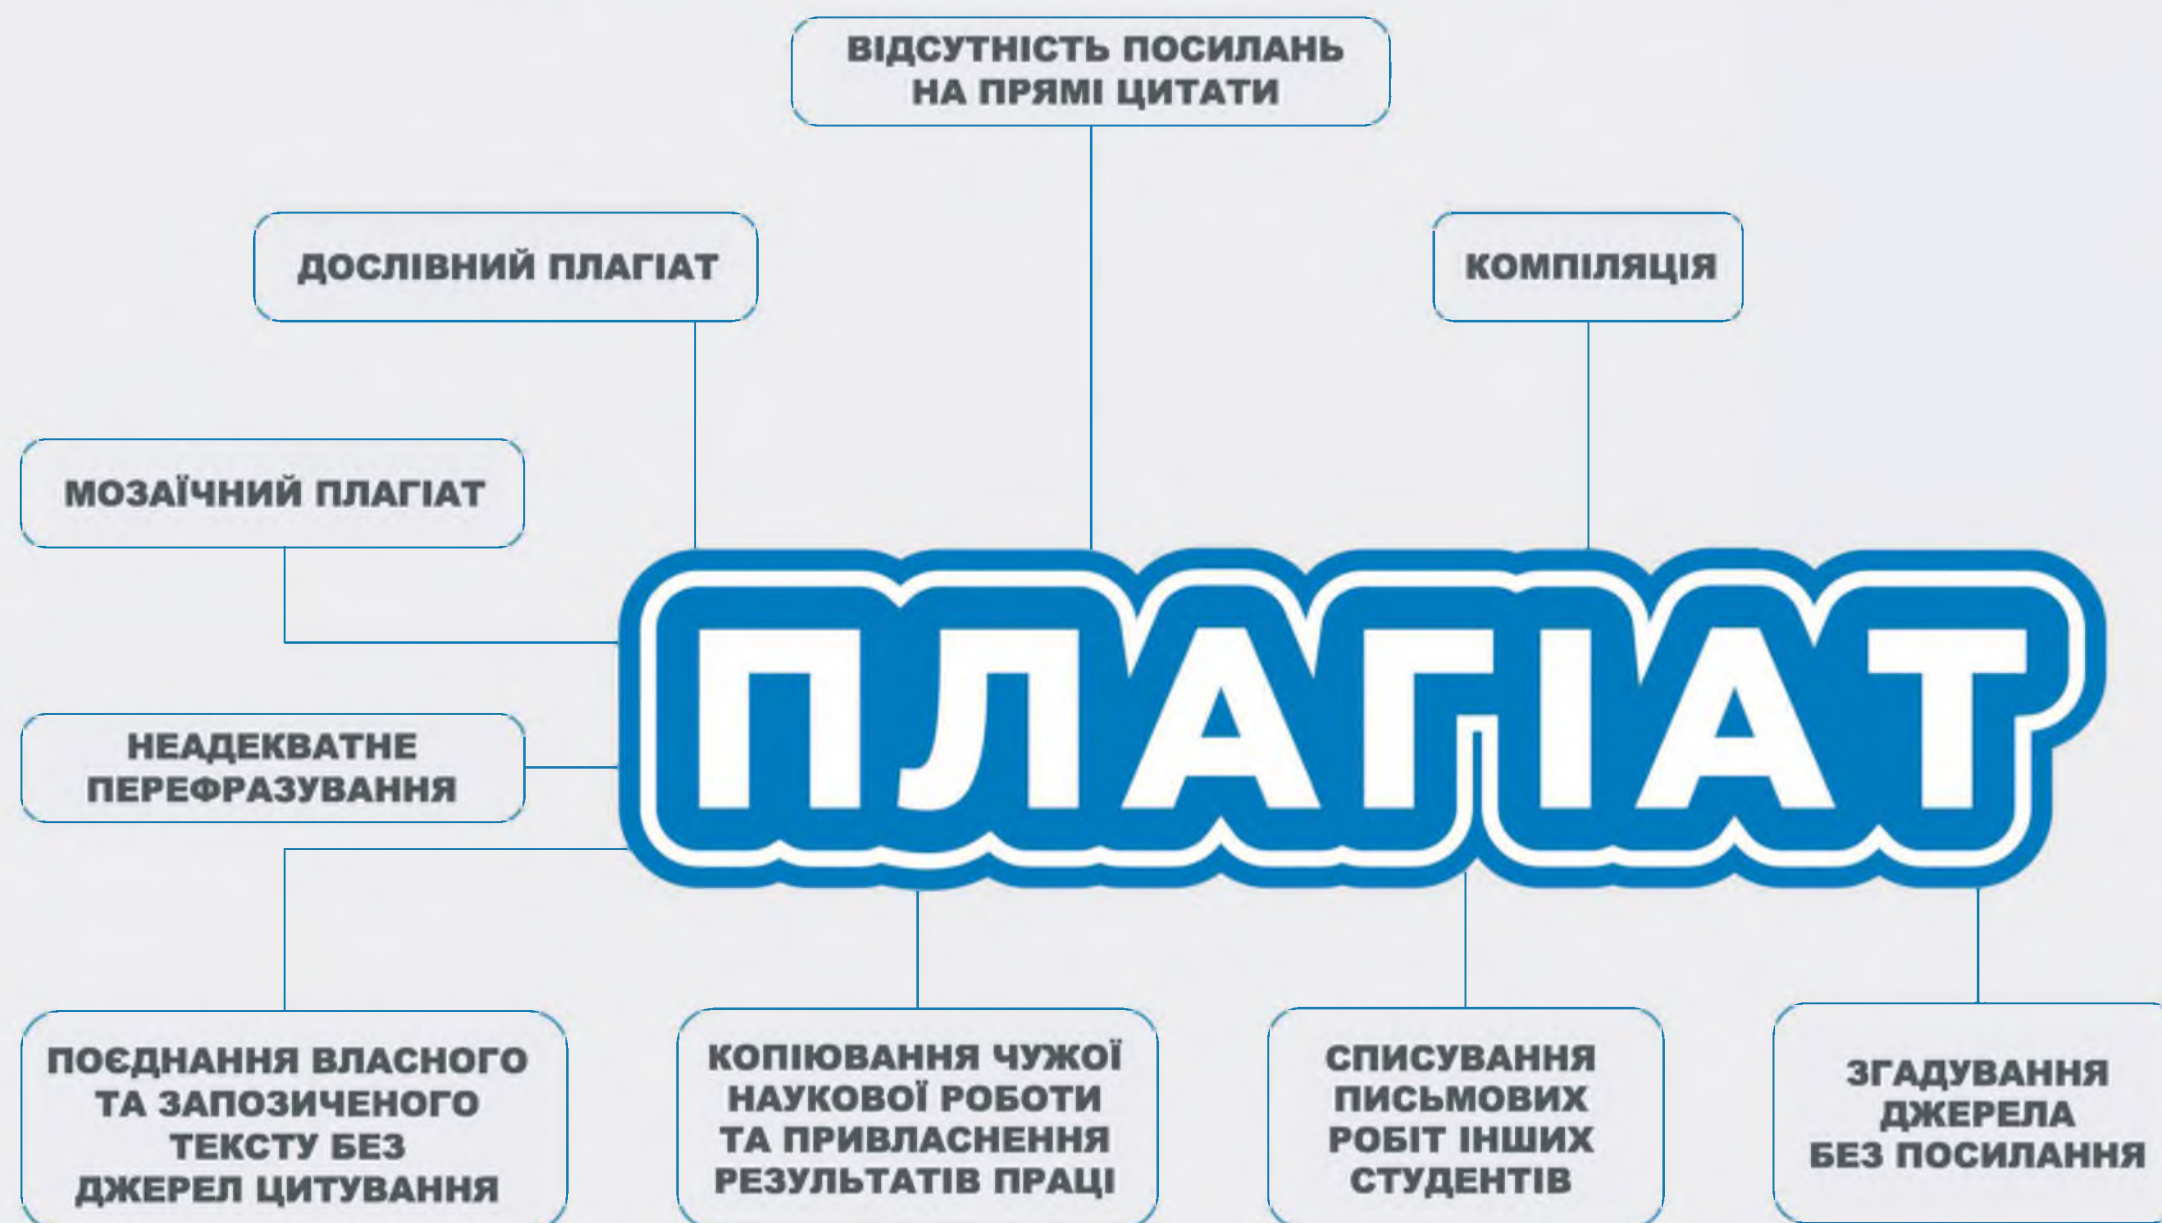 ВІДСУТНІСТЬ ПОСИЛАНЬ
НА ПРЯМІ ЦИТАТИ
ДОСЛІВНИЙ ПЛАГІАТ
КОМПІЛЯЦІЯ
МОЗАЇЧНИЙ ПЛАГІАТ
ПЛАГІАТ
НЕАДЕКВАТНЕ
ПЕРЕФРАЗУВАННЯ
ПОЄДНАННЯ ВЛАСНОГО
ТА ЗАПОЗИЧЕНОГО
ТЕКСТУ БЕЗ
ДЖЕРЕЛ ЦИТУВАННЯ
КОПІЮВАННЯ ЧУЖОЇ
НАУКОВОЇ РОБОТИ
ТА ПРИВЛАСНЕННЯ
РЕЗУЛЬТАТІВ ПРАЦІ
СПИСУВАННЯ
ПИСЬМОВИХ
РОБІТ ІНШИХ
СТУДЕНТІВ
ЗГАДУВАННЯ
ДЖЕРЕЛА
БЕЗ ПОСИЛАННЯ